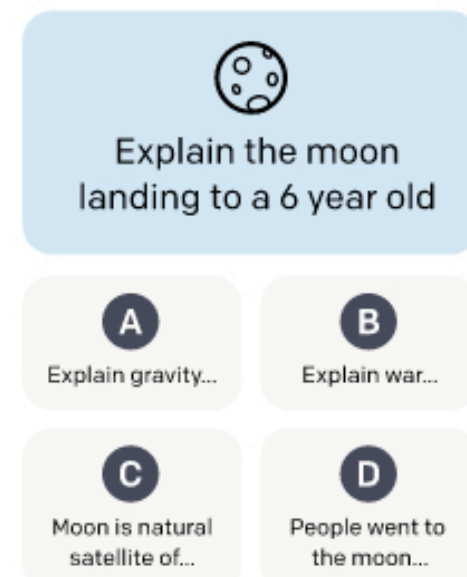 Explain the moon
landing to a 6 year old
A
B
Explain gravity...
Explain war...
C
D
Moon is natural
satellite of...
People went to
the moon...